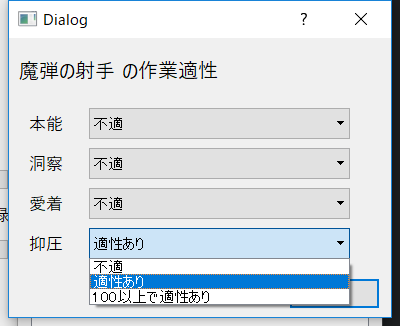 Dialog
魔弾の射手 の作業適性
本能 不適
洞察 不適
愛着 不適
抑圧 適性あり
不適
適性あり
100以上で適性あり